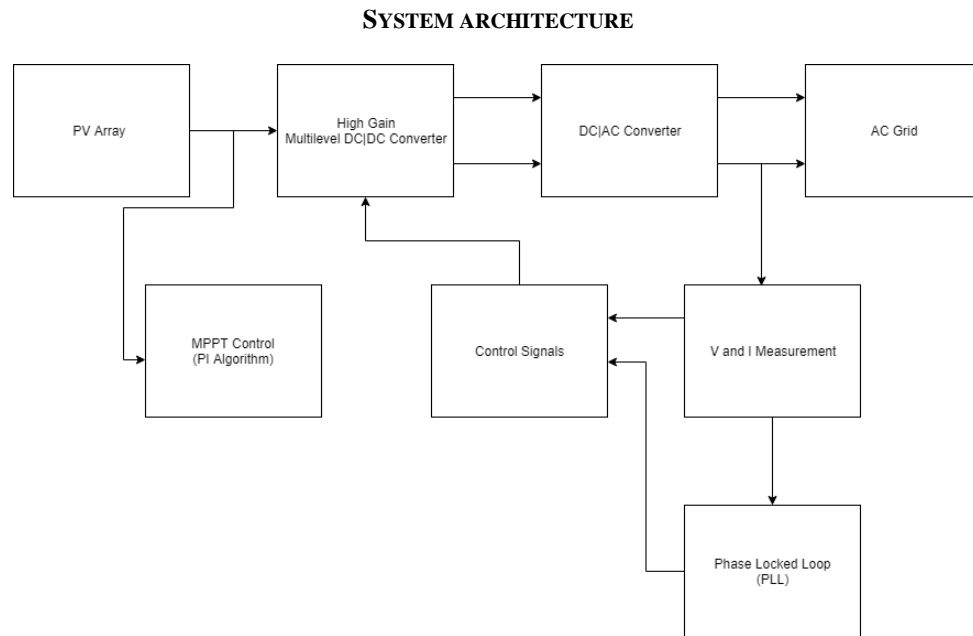 SYSTEM ARCHITECTURE
PV Array
High Gain
Multilevel DC|DC Converter
DC|AC Converter
AC Grid
MPPT Control
(PI Algorithm)
Control Signals
V and I Measurement
Phase Locked Loop
(PLL)